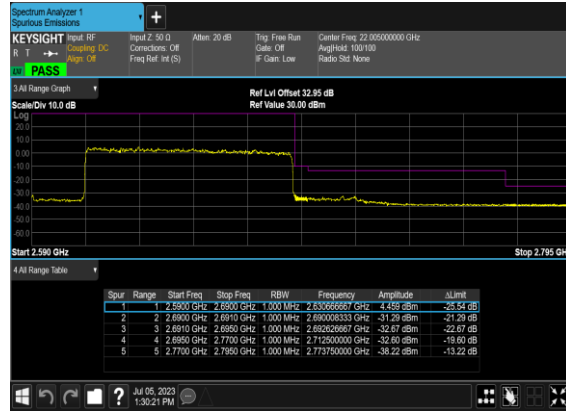 Spectrum Analyzer 1
Spurious Emissions
+
KEYSIGHT Input: RF Input Z: 50 Ω Atten: 20 dB Trig: Free Run Center Freq: 22.005000000 GHz
R T Coupling: DC Corrections: Off Gate: Off Avg|Hold: 100/100
Align: Off Freq Ref: Int (S) IF Gain: Low Radio Std: None
PASS
3 All Range Graph
Ref Lvl Offset 32.95 dB
Scale/Div 10.0 dB Ref Value 30.00 dBm
Log
20.0
10.0
0.00
-10.0
-20.0
-30.0
-40.0
-50.0
-60.0
Start 2.590 GHz Stop 2.795 GHz
4 All Range Table
Spur Range Start Freq Stop Freq RBW Frequency Amplitude ΔLimit
1 1 2.5900 GHz 2.6900 GHz 1.000 MHz 2.630666667 GHz 4.459 dBm -25.54 dB
2 2 2.6900 GHz 2.6910 GHz 1.000 MHz 2.690008333 GHz -31.29 dBm -21.29 dB
3 3 2.6910 GHz 2.6950 GHz 1.000 MHz 2.692626667 GHz -32.67 dBm -22.67 dB
4 4 2.6950 GHz 2.7700 GHz 1.000 MHz 2.712500000 GHz -32.60 dBm -19.60 dB
5 5 2.7700 GHz 2.7950 GHz 1.000 MHz 2.773750000 GHz -38.22 dBm -13.22 dB
? Jul 05, 2023
1:30:21 PM